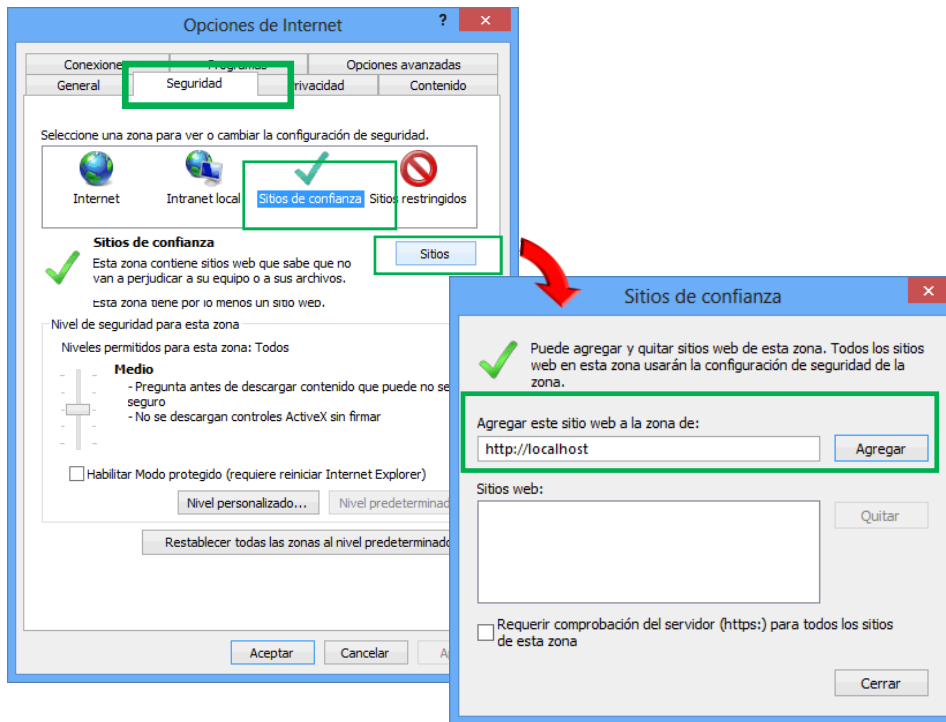 Opciones de Internet
?
Conexione
Opciones avanzadas
General
Seguridad
rivacidad
Contenido
Seleccione una zona para ver o cambiar la configuración de seguridad.
Internet
Intranet local
Sitios de confianza
Sitios restringidos
Sitios de confianza
Sitios
Esta zona contiene sitios web que sabe que no
van a perjudicar a su equipo o a sus archivos.
Esta zona tiene por lo menos un sitio web.
Nivel de seguridad para esta zona
Niveles permitidos para esta zona: Todos
Medio
- Pregunta antes de descargar contenido que puede no se
seguro
- No se descargan controles ActiveX sin firmar
Habilitar Modo protegido (requiere reiniciar Internet Explorer)
Nivel personalizado...
Nivel predeterminad
Restablecer todas las zonas al nivel predeterminado
Aceptar
Cancelar
A
Sitios de confianza
Puede agregar y quitar sitios web de esta zona. Todos los sitios
web en esta zona usarán la configuración de seguridad de la
zona.
Agregar este sitio web a la zona de:
http://localhost
Agregar
Sitios web:
Quitar
Requerir comprobación del servidor (https:) para todos los sitios
de esta zona
Cerrar